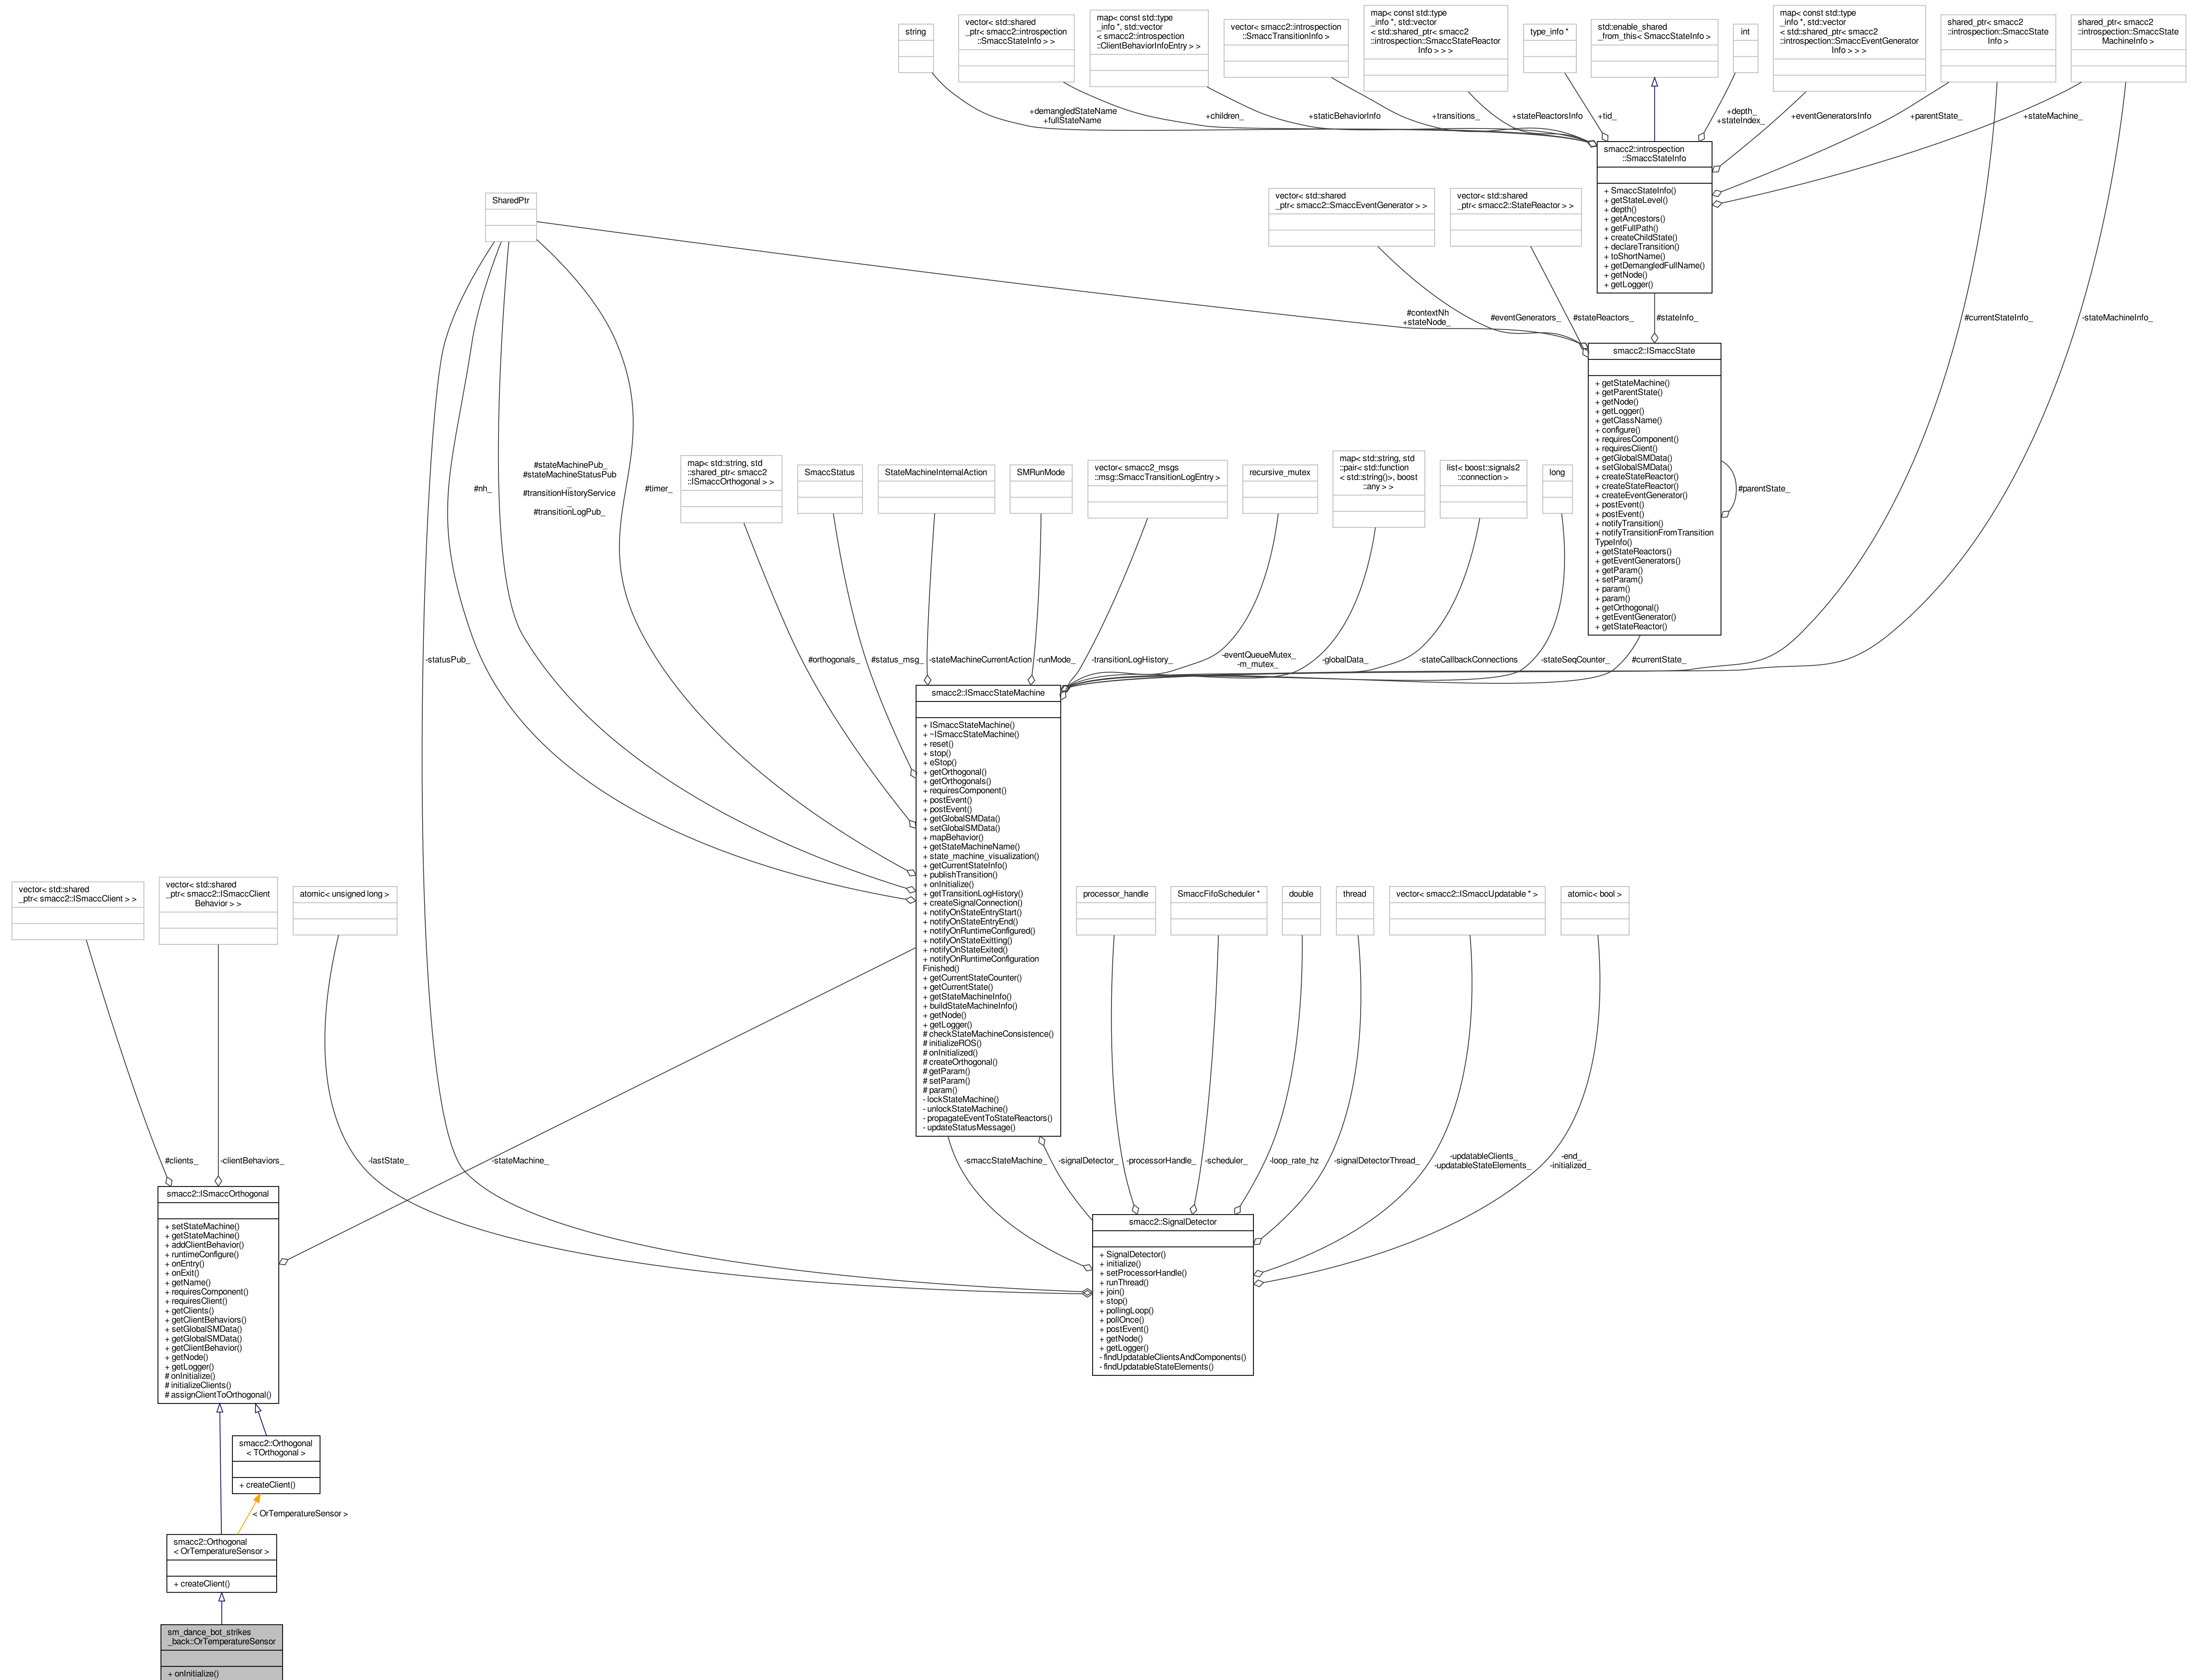 string
vector< std::shared
_ptr< smacc2::introspection
::SmaccStateInfo > >
map< const std::type
_info *, std::vector
< smacc2::introspection
::ClientBehaviorInfoEntry > >
vector< smacc2::introspection
::SmaccTransitionInfo >
map< const std::type
_info *, std::vector
< std::shared_ptr< smacc2
::introspection::SmaccStateReactor
Info > > >
type_info *
std::enable_shared
_from_this< SmaccStateInfo >
int
map< const std::type
_info *, std::vector
< std::shared_ptr< smacc2
::introspection::SmaccEventGenerator
Info > > >
shared_ptr< smacc2
::introspection::SmaccState
Info >
shared_ptr< smacc2
::introspection::SmaccState
MachineInfo >
+demangledStateName
+fullStateName
+children_
+staticBehaviorInfo
+transitions_
+stateReactorsInfo
+tid_
+depth_
+stateIndex_
+eventGeneratorsInfo
+parentState_
+stateMachine_
smacc2::introspection
::SmaccStateInfo
+ SmaccStateInfo()
+ getStateLevel()
+ depth()
+ getAncestors()
+ getFullPath()
+ createChildState()
+ declareTransition()
+ toShortName()
+ getDemangledFullName()
+ getNode()
+ getLogger()
SharedPtr
vector< std::shared
_ptr< smacc2::SmaccEventGenerator > >
vector< std::shared
_ptr< smacc2::StateReactor > >
#contextNh
+stateNode_
#eventGenerators_
#stateReactors_
#stateInfo_
#currentStateInfo_
-stateMachineInfo_
smacc2::ISmaccState
+ getStateMachine()
+ getParentState()
+ getNode()
+ getLogger()
+ getClassName()
+ configure()
+ requiresComponent()
+ requiresClient()
+ getGlobalSMData()
+ setGlobalSMData()
+ createStateReactor()
+ createStateReactor()
+ createEventGenerator()
+ postEvent()
+ postEvent()
+ notifyTransition()
+ notifyTransitionFromTransition
TypeInfo()
+ getStateReactors()
+ getEventGenerators()
+ getParam()
+ setParam()
+ param()
+ param()
+ getOrthogonal()
+ getEventGenerator()
+ getStateReactor()
#parentState_
#nh_
#stateMachinePub_
#stateMachineStatusPub
_
#transitionHistoryService
_
#transitionLogPub_
#timer_
map< std::string, std
::shared_ptr< smacc2
::ISmaccOrthogonal > >
SmaccStatus
StateMachineInternalAction
SMRunMode
vector< smacc2_msgs
::msg::SmaccTransitionLogEntry >
recursive_mutex
map< std::string, std
::pair< std::function
< std::string()>, boost
::any > >
list< boost::signals2
::connection >
long
-statusPub_
#orthogonals_
#status_msg_
-stateMachineCurrentAction
-runMode_
-transitionLogHistory_
-eventQueueMutex_
-m_mutex_
-globalData_
-stateCallbackConnections
-stateSeqCounter_
#currentState_
smacc2::ISmaccStateMachine
+ ISmaccStateMachine()
+ ~ISmaccStateMachine()
+ reset()
+ stop()
+ eStop()
+ getOrthogonal()
+ getOrthogonals()
+ requiresComponent()
+ postEvent()
+ postEvent()
+ getGlobalSMData()
+ setGlobalSMData()
+ mapBehavior()
+ getStateMachineName()
+ state_machine_visualization()
+ getCurrentStateInfo()
+ publishTransition()
+ onInitialize()
+ getTransitionLogHistory()
+ createSignalConnection()
+ notifyOnStateEntryStart()
+ notifyOnStateEntryEnd()
+ notifyOnRuntimeConfigured()
+ notifyOnStateExitting()
+ notifyOnStateExited()
+ notifyOnRuntimeConfiguration
Finished()
+ getCurrentStateCounter()
+ getCurrentState()
+ getStateMachineInfo()
+ buildStateMachineInfo()
+ getNode()
+ getLogger()
# checkStateMachineConsistence()
# initializeROS()
# onInitialized()
# createOrthogonal()
# getParam()
# setParam()
# param()
- lockStateMachine()
- unlockStateMachine()
- propagateEventToStateReactors()
- updateStatusMessage()
vector< std::shared
_ptr< smacc2::ISmaccClient > >
vector< std::shared
_ptr< smacc2::ISmaccClient
Behavior > >
atomic< unsigned long >
processor_handle
SmaccFifoScheduler *
double
thread
vector< smacc2::ISmaccUpdatable * >
atomic< bool >
#clients_
-clientBehaviors_
-lastState_
-stateMachine_
-smaccStateMachine_
-signalDetector_
-processorHandle_
-scheduler_
-loop_rate_hz
-signalDetectorThread_
-updatableClients_
-updatableStateElements_
-end_
-initialized_
smacc2::ISmaccOrthogonal
+ setStateMachine()
+ getStateMachine()
+ addClientBehavior()
+ runtimeConfigure()
+ onEntry()
+ onExit()
+ getName()
+ requiresComponent()
+ requiresClient()
+ getClients()
+ getClientBehaviors()
+ setGlobalSMData()
+ getGlobalSMData()
+ getClientBehavior()
+ getNode()
+ getLogger()
# onInitialize()
# initializeClients()
# assignClientToOrthogonal()
smacc2::SignalDetector
+ SignalDetector()
+ initialize()
+ setProcessorHandle()
+ runThread()
+ join()
+ stop()
+ pollingLoop()
+ pollOnce()
+ postEvent()
+ getNode()
+ getLogger()
- findUpdatableClientsAndComponents()
- findUpdatableStateElements()
smacc2::Orthogonal
< TOrthogonal >
+ createClient()
< OrTemperatureSensor >
smacc2::Orthogonal
< OrTemperatureSensor >
+ createClient()
sm_dance_bot_strikes
_back::OrTemperatureSensor
+ onInitialize()